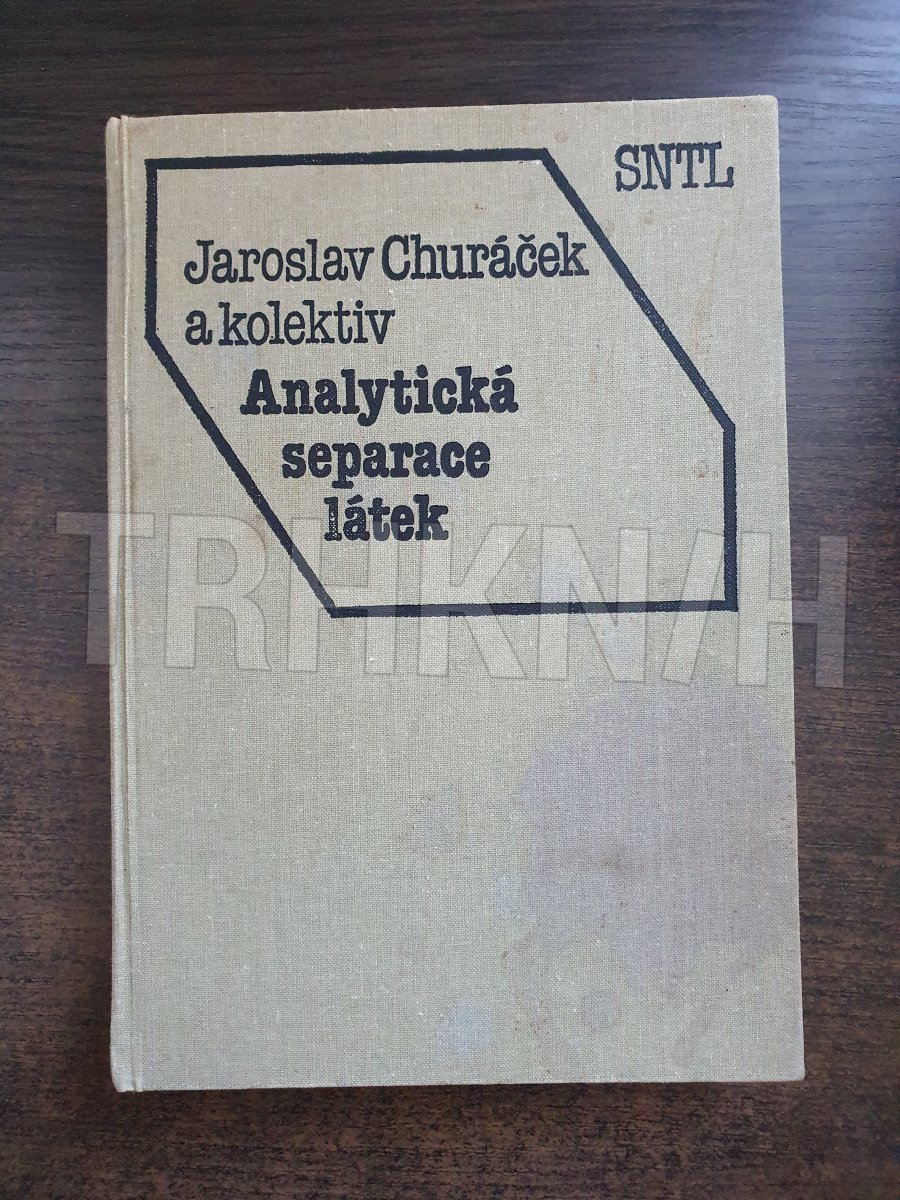 SNTL
Jaroslav Churáček
a kolektiv
Analytická
separace
látek
TRHKNIH